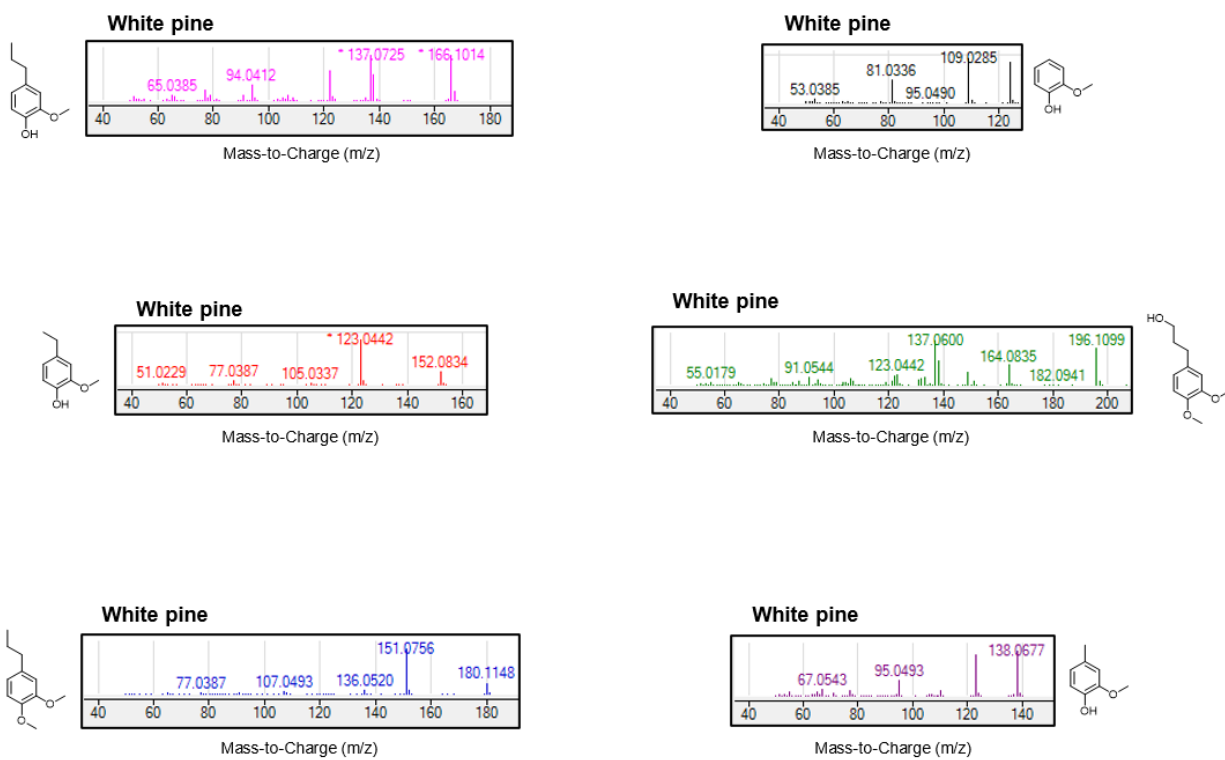 White pine
* 137.0725 * 166.1014
94.0412
65.0385
40 60 80 100 120 140 160 180
Mass-to-Charge (m/z)
O
OH
White pine
109.0285
81.0336
53.0385 95.0490
40 60 80 100 120
Mass-to-Charge (m/z)
O
OH
White pine
* 123.0442
152.0834
51.0229 77.0387 105.0337
40 60 80 100 120 140 160
Mass-to-Charge (m/z)
O
OH
White pine
137.0600 196.1099
91.0544 123.0442 164.0835
55.0179 182.0941
40 60 80 100 120 140 160 180 200
Mass-to-Charge (m/z)
HO
O
O
White pine
151.0756
180.1148
77.0387 107.0493 136.0520
40 60 80 100 120 140 160 180
Mass-to-Charge (m/z)
O
O
White pine
138.0677
95.0493
67.0543
40 60 80 100 120 140
Mass-to-Charge (m/z)
O
OH